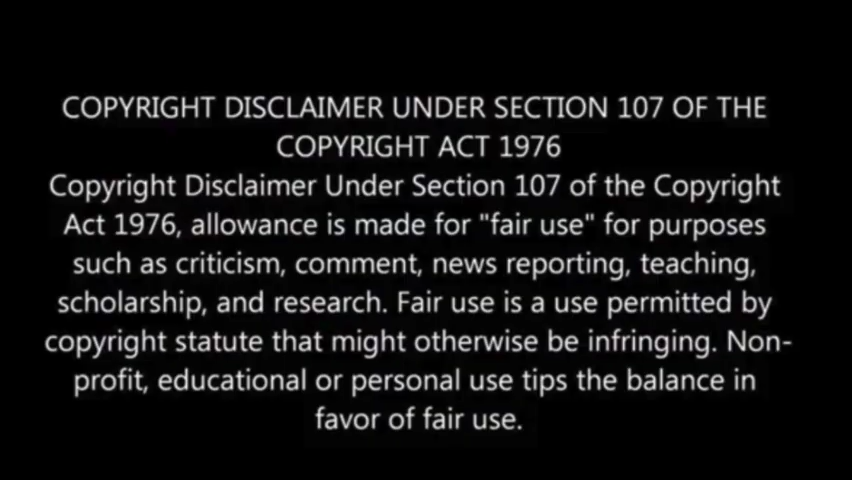 COPYRIGHT DISCLAIMER UNDER SECTION 107 OF THE
COPYRIGHT ACT 1976
Copyright Disclaimer Under Section 107 of the Copyright
Act 1976, allowance is made for "fair use" for purposes
such as criticism, comment, news reporting, teaching,
scholarship, and research. Fair use is a use permitted by
copyright statute that might otherwise be infringing. Non-
profit, educational or personal use tips the balance in
favor of fair use.